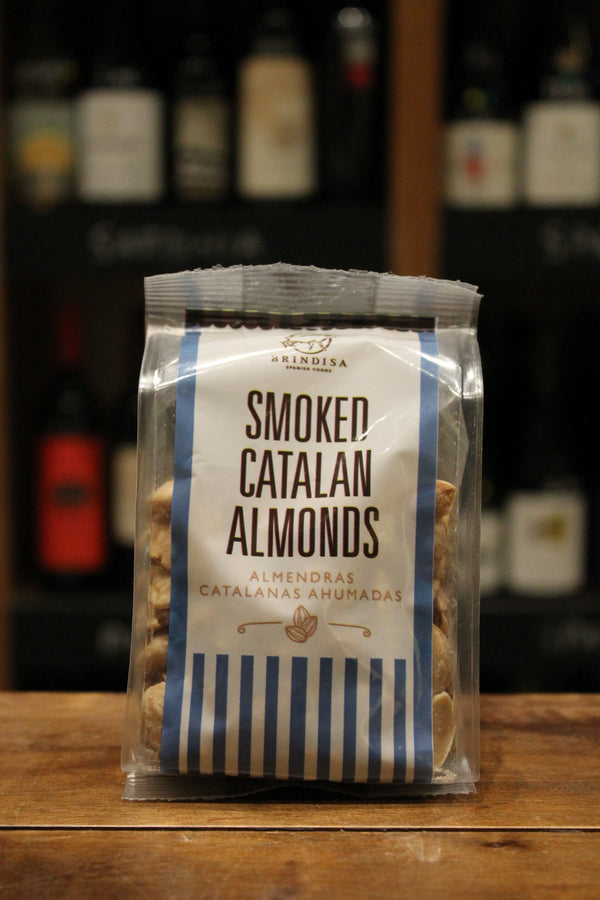 BRINDISA
SPANISH FOODS
SMOKED
CATALAN
ALMONDS
ALMENDRAS
CATALANAS AHUMADAS